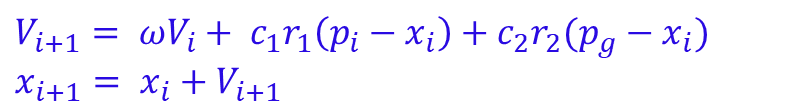 V_{i+1} = ωV_i + c_1r_1(p_i − x_i) + c_2r_2(p_g − x_i)
x_{i+1} = x_i + V_{i+1}